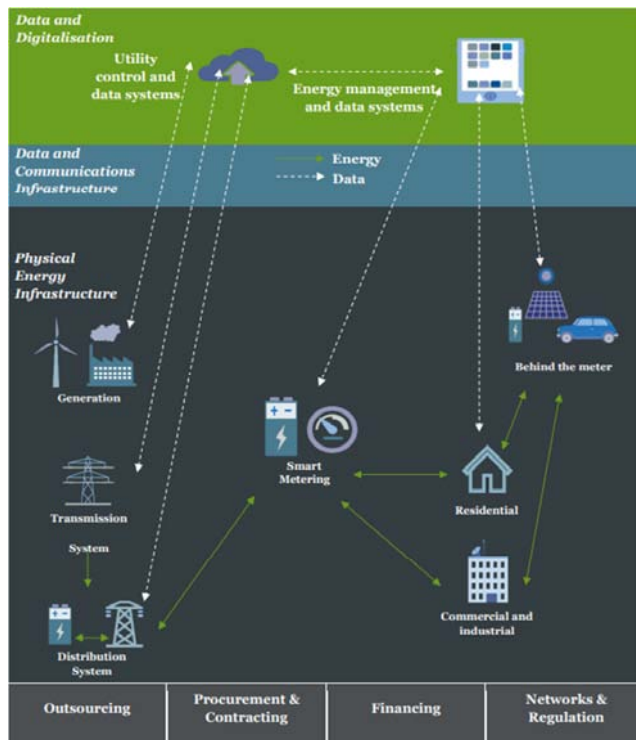 Data and
Digitalisation
Utility
control and
data systems
Energy management
and data systems
Data and
Communications
Infrastructure
Energy
Data
Physical
Energy
Infrastructure
Generation
Behind the meter
Smart
Metering
Transmission
System
Residential
Commercial and
industrial
Distribution
System
Outsourcing
Procurement &
Contracting
Financing
Networks &
Regulation